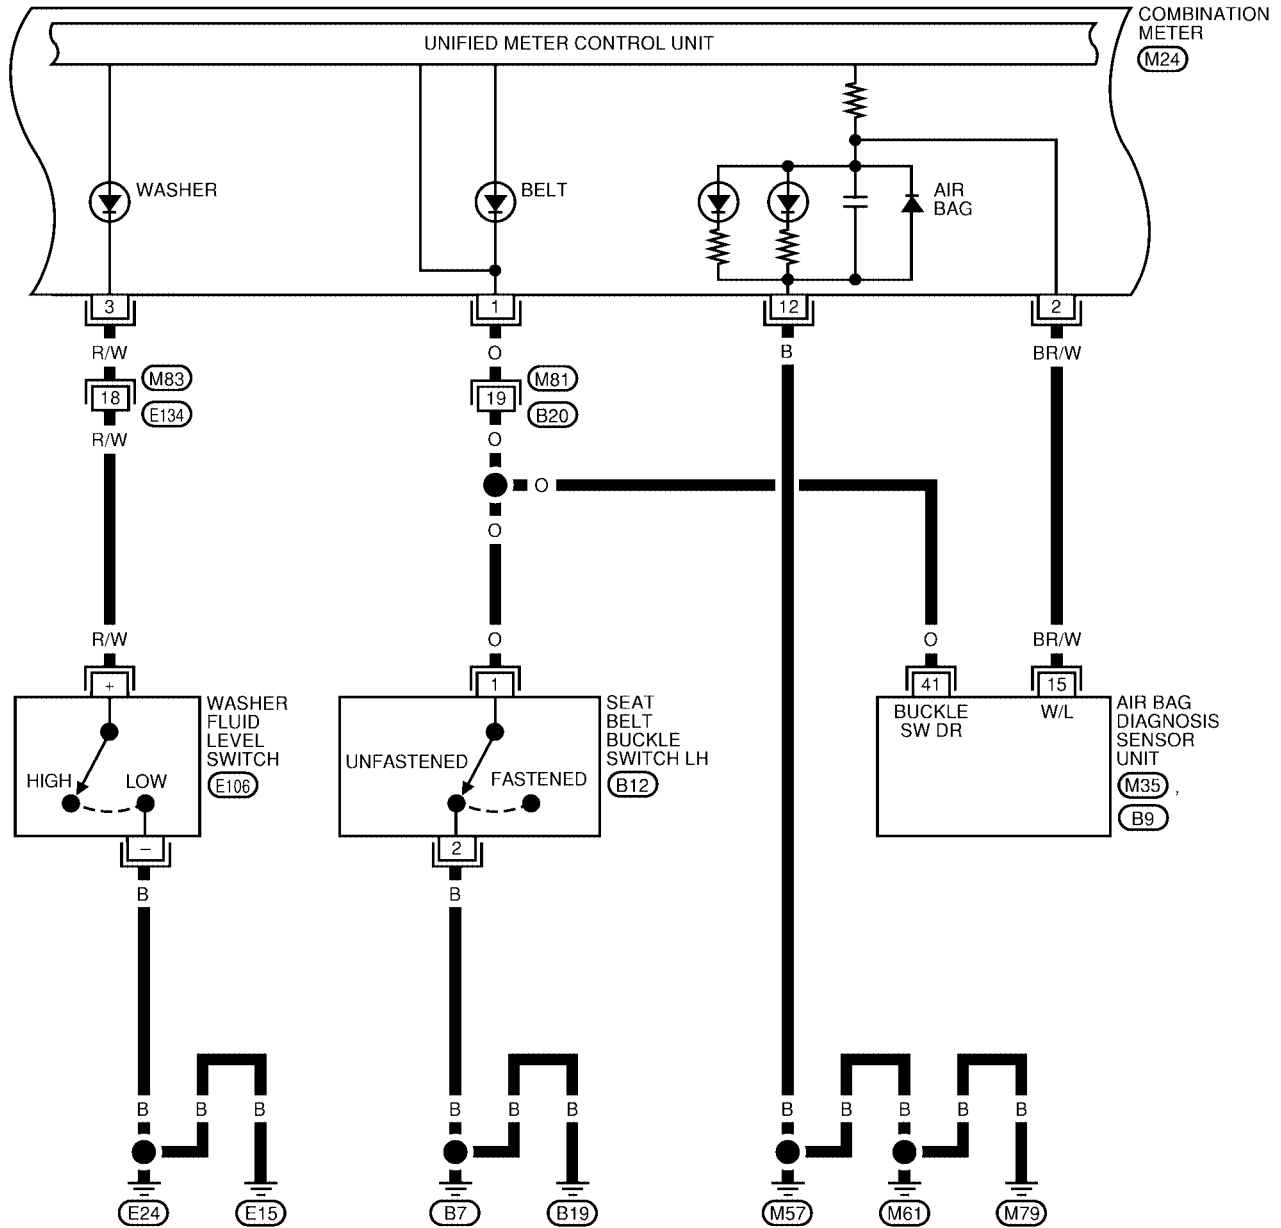 COMBINATION
METER
M24
UNIFIED METER CONTROL UNIT
WASHER
BELT
AIR
BAG
3
1
12
2
R/W
O
B
BR/W
18
M83
E134
19
M81
B20
R/W
O
O
O
R/W
O
O
BR/W
+
1
41
15
WASHER
FLUID
LEVEL
SWITCH
E106
HIGH
LOW
SEAT
BELT
BUCKLE
SWITCH LH
B12
UNFASTENED
FASTENED
BUCKLE
SW DR
W/L
AIR BAG
DIAGNOSIS
SENSOR
UNIT
M35 ,
B9
–
2
B
B
B
B
B
B
B
B
B
B
B
B
B
E24
E15
B7
B19
M57
M61
M79